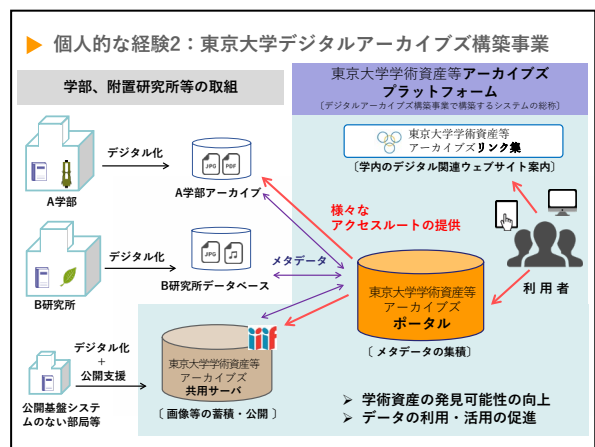 個人的な経験2：東京大学デジタルアーカイブズ構築事業
学部、附置研究所等の取組
東京大学学術資産等アーカイブズ
プラットフォーム
〔デジタルアーカイブズ構築事業で構築するシステムの総称〕
東京大学学術資産等
アーカイブズリンク集
〔学内のデジタル関連ウェブサイト案内〕
デジタル化
JPG
PDF
A学部
A学部アーカイブ
様々な
アクセスルートの提供
デジタル化
JPG
メタデータ
B研究所
B研究所データベース
利用者
東京大学学術資産等
アーカイブズ
ポータル
〔メタデータの集積〕
デジタル化
+
公開支援
iiif
東京大学学術資産等
アーカイブズ
共用サーバ
公開基盤システム
のない部局等
〔画像等の蓄積・公開〕
➢ 学術資産の発見可能性の向上
➢ データの利用・活用の促進